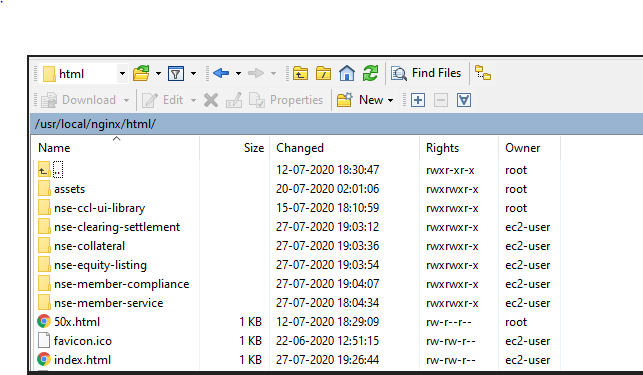 html
Find Files
Download Edit Properties New
/usr/local/nginx/html/
Name Size Changed Rights Owner
.. 12-07-2020 18:30:47 rwxr-xr-x root
assets 20-07-2020 02:01:06 rwxrwxr-x root
nse-ccl-ui-library 15-07-2020 18:10:59 rwxrwxr-x root
nse-clearing-settlement 27-07-2020 19:03:12 rwxrwxr-x ec2-user
nse-collateral 27-07-2020 19:03:36 rwxrwxr-x ec2-user
nse-equity-listing 27-07-2020 19:03:54 rwxrwxr-x ec2-user
nse-member-compliance 27-07-2020 19:04:07 rwxrwxr-x ec2-user
nse-member-service 27-07-2020 18:04:34 rwxrwxr-x ec2-user
50x.html 1 KB 12-07-2020 18:29:09 rw-r--r-- root
favicon.ico 1 KB 22-06-2020 12:51:15 rw-rw-r-- ec2-user
index.html 1 KB 27-07-2020 19:26:44 rw-rw-r-- ec2-user